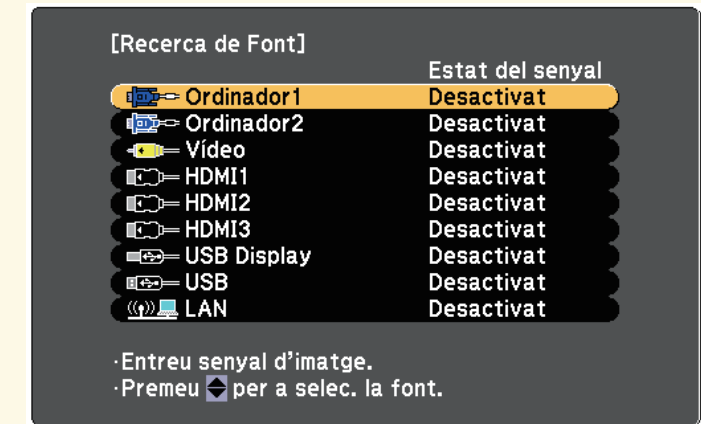 [Recerca de Font]
Estat del senyal
Ordinador1 Desactivat
Ordinador2 Desactivat
Vídeo Desactivat
HDMI1 Desactivat
HDMI2 Desactivat
HDMI3 Desactivat
USB Display Desactivat
USB Desactivat
LAN Desactivat
·Entreu senyal d'imatge.
·Premeu per a selec. la font.